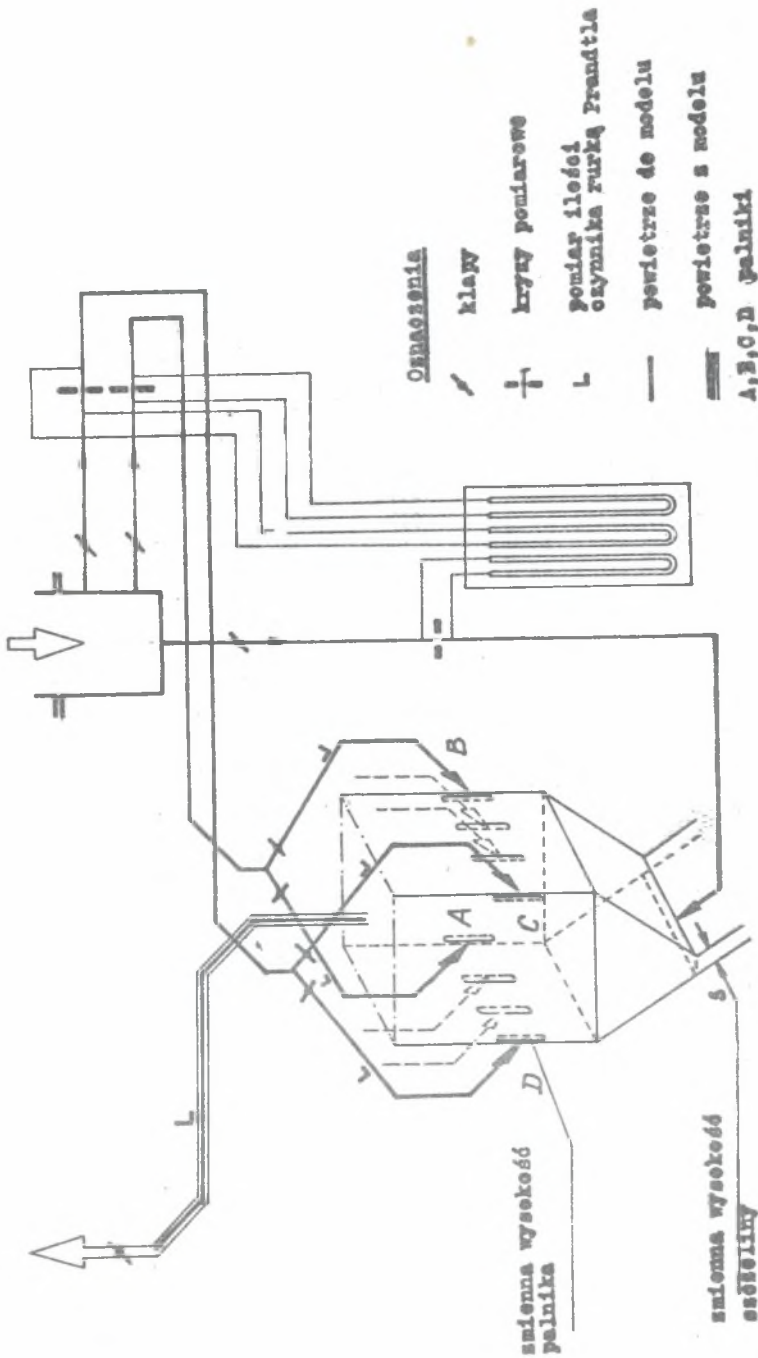 Oznaczenia
klapy
kryzy pomiarowe
L pomiar ilości
czynnika rurką Prandtla
powietrze do modelu
powietrze z modelu
A,B,C,D palniki
L
A
B
C
D
S
zmienna wysokość
palnika
zmienna wysokość
szczeliny